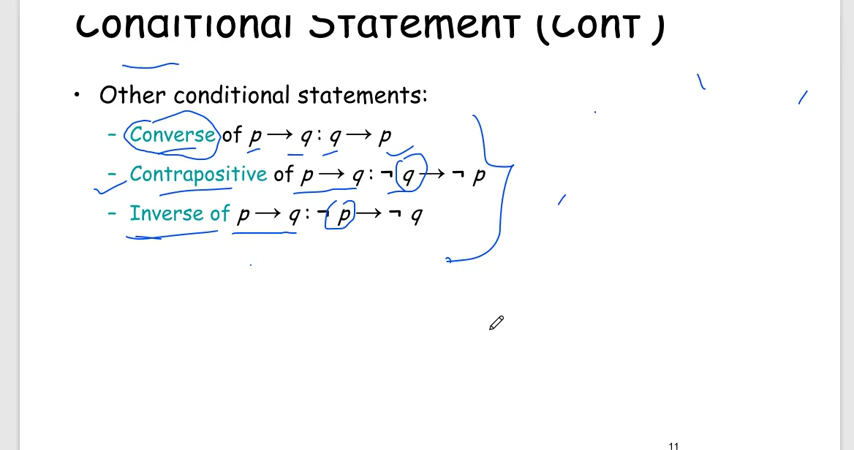 Conditional Statement (Cont')
• Other conditional statements:
– Converse of p → q : q → p
– Contrapositive of p → q : ¬ q → ¬ p
– Inverse of p → q : ¬ p → ¬ q
11